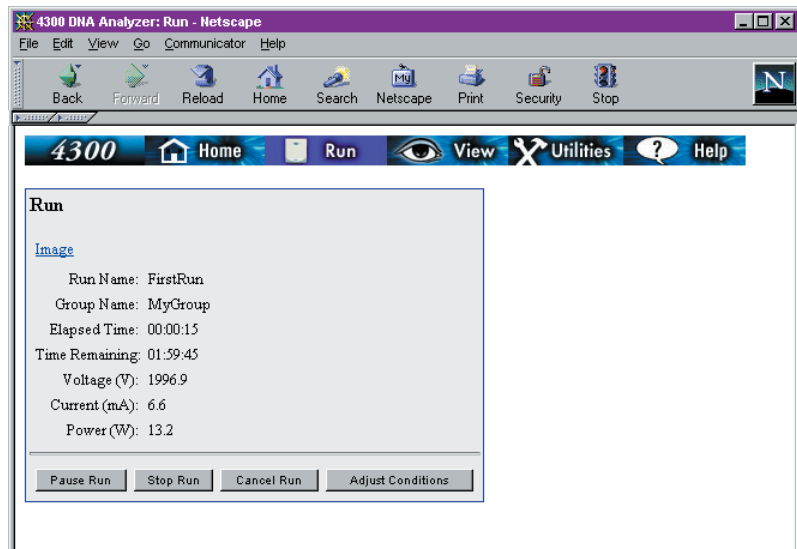 4300 DNA Analyzer: Run - Netscape
File Edit View Go Communicator Help
Back Forward Reload Home Search Netscape Print Security Stop
My
N
4300 Home Run View Utilities ? Help
Run
Image
Run Name: FirstRun
Group Name: MyGroup
Elapsed Time: 00:00:15
Time Remaining: 01:59:45
Voltage (V): 1996.9
Current (mA): 6.6
Power (W): 13.2
Pause Run Stop Run Cancel Run Adjust Conditions